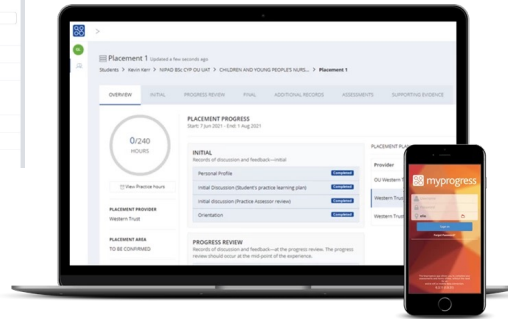 Placement 1 Updated a few seconds ago
Students > Kevin Kerr > NIPAD BSc CYP OU UAT > CHILDREN AND YOUNG PEOPLE'S NURS... > Placement 1
OVERVIEW INITIAL PROGRESS REVIEW FINAL ADDITIONAL RECORDS ASSESSMENTS SUPPORTING EVIDENCE
0/240
HOURS
View Practice hours
PLACEMENT PROVIDER
Western Trust
PLACEMENT AREA
TO BE CONFIRMED
PLACEMENT PROGRESS
Start: 7 Jun 2021 - End: 1 Aug 2021
INITIAL
Records of discussion and feedback—initial
Personal Profile Completed
Initial Discussion (Student's practice learning plan) Completed
Initial discussion (Practice Assessor review) Completed
Orientation Completed
PROGRESS REVIEW
Records of discussion and feedback—at the progress review. The progress
review should occur at the mid-point of the experience.
PLACEMENT
Provider
OU Western
Western Trust
Western Trust
myprogress
Sign In